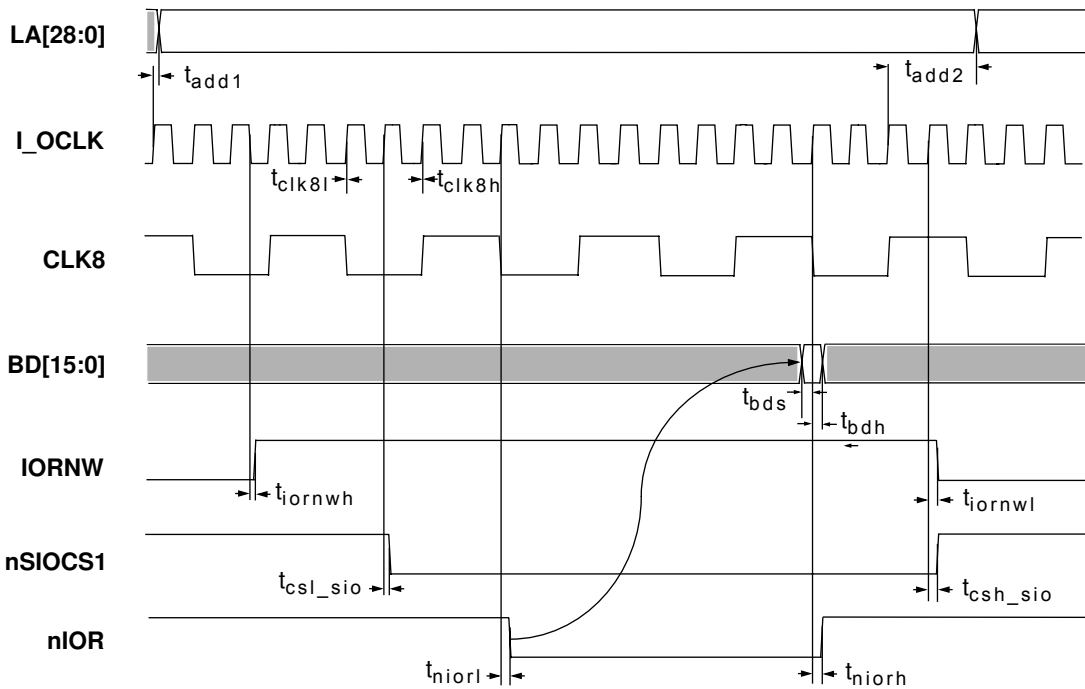 LA[28:0]
t_add1
t_add2
I_OCLK
t_clk8l
t_clk8h
CLK8
BD[15:0]
t_bds
t_bdh
IORNW
t_iornwh
t_iornwl
nSIOCS1
t_csl_sio
t_csh_sio
nIOR
t_niorl
t_niorh